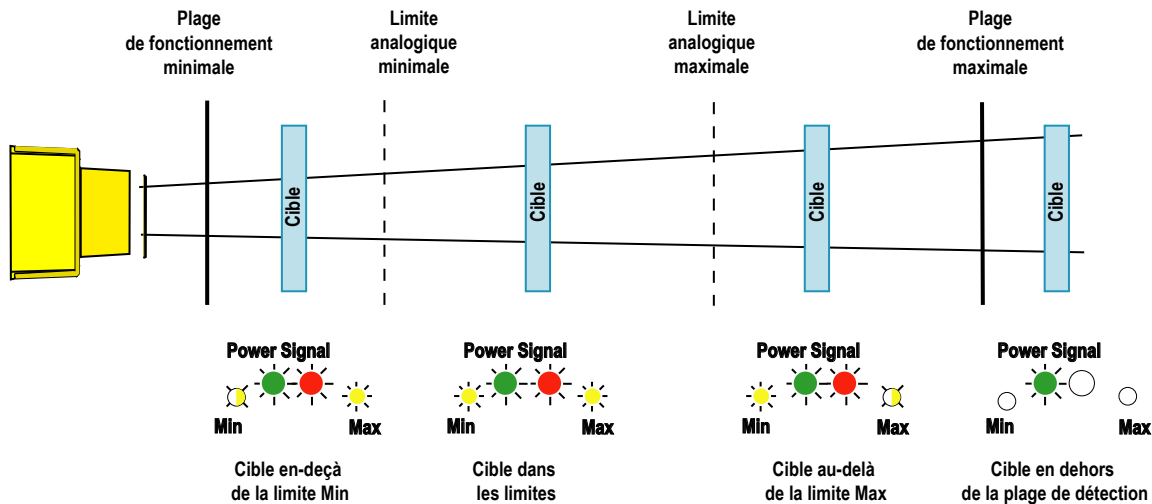 Plage
de fonctionnement
minimale
Limite
analogique
minimale
Limite
analogique
maximale
Plage
de fonctionnement
maximale
Cible
Cible
Cible
Cible
Power Signal
Min
Max
Power Signal
Min
Max
Power Signal
Min
Max
Power Signal
Min
Max
Cible en-deçà
de la limite Min
Cible dans
les limites
Cible au-delà
de la limite Max
Cible en dehors
de la plage de détection